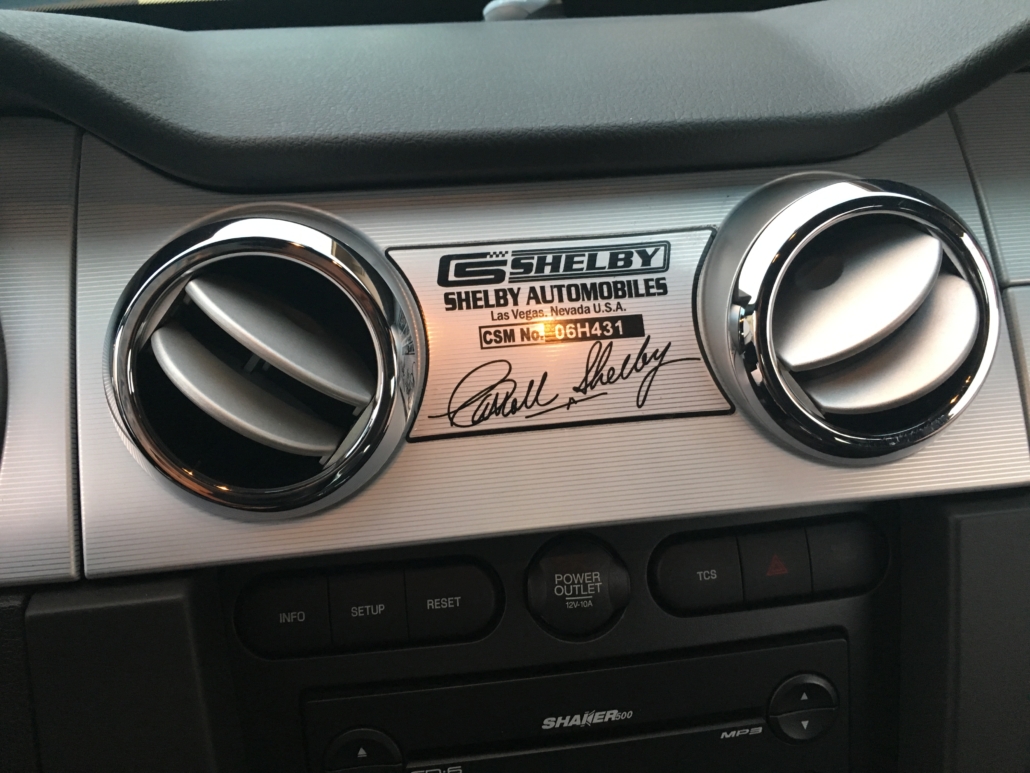 CS SHELBY
SHELBY AUTOMOBILES
Las Vegas, Nevada U.S.A.
CSM No. 06H431
Carroll Shelby
INFO
SETUP
RESET
POWER
OUTLET
12V-10A
TCS
SHAKER500
MP3